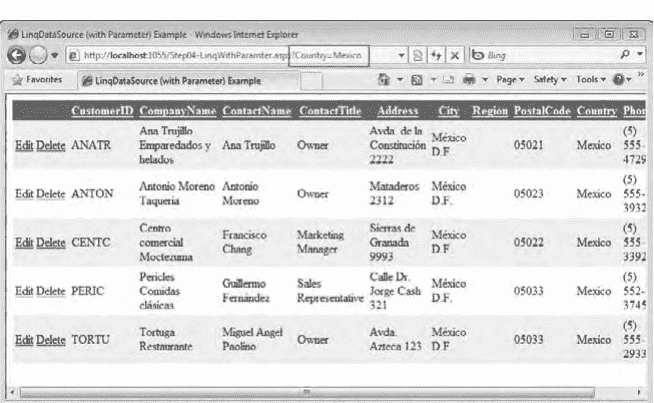 LinqDataSource (with Parameter) Example - Windows Internet Explorer
http://localhost:1055/Step04-LinqWithParamter.aspx?Country=Mexico Bing
Favorites LinqDataSource (with Parameter) Example Page Safety Tools
CustomerID CompanyName ContactName ContactTitle Address City Region PostalCode Country Phon
Ana Trujillo Avda. de la (5)
Edit Delete ANATR Emparedados y Ana Trujillo Owner Constitución México 05021 Mexico 555-
helados 2222 D.F. 4729
Antonio Moreno Antonio Mataderos México (5)
Edit Delete ANTON Taquería Moreno Owner 2312 D.F. 05023 Mexico 555-
3932
Centro Sierras de (5)
Edit Delete CENTC comercial Francisco Marketing Granada México 05022 Mexico 555-
Moctezuma Chang Manager 9993 D.F. 3392
Pericles Calle Dr. (5)
Edit Delete PERIC Comidas Guillermo Sales Jorge Cash México 05033 Mexico 552-
clásicas Fernández Representative 321 D.F. 3745
Tortuga Miguel Angel Avda. México (5)
Edit Delete TORTU Restaurante Paolino Owner Azteca 123 D.F. 05033 Mexico 555-
2933